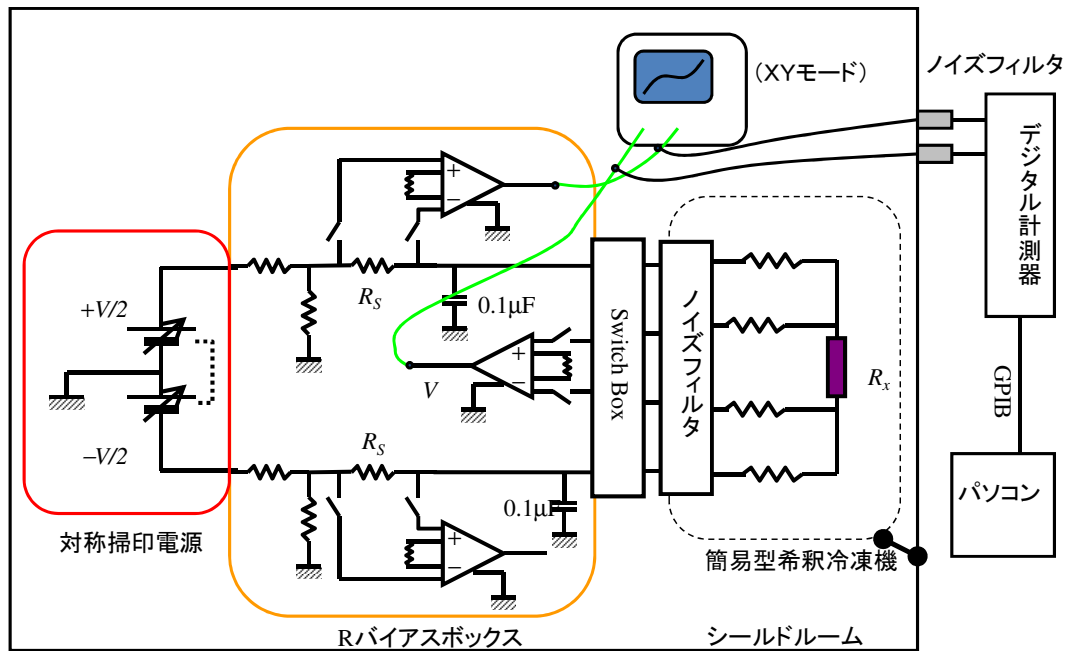 (XYモード)
ノイズフィルタ
デジタル計測器
GPIB
パソコン
+V/2
−V/2
対称掃印電源
R_S
0.1μF
V
R_S
0.1μF
Switch Box
ノイズフィルタ
R_x
簡易型希釈冷凍機
Rバイアスボックス
シールドルーム
+
−
+
−
+
−